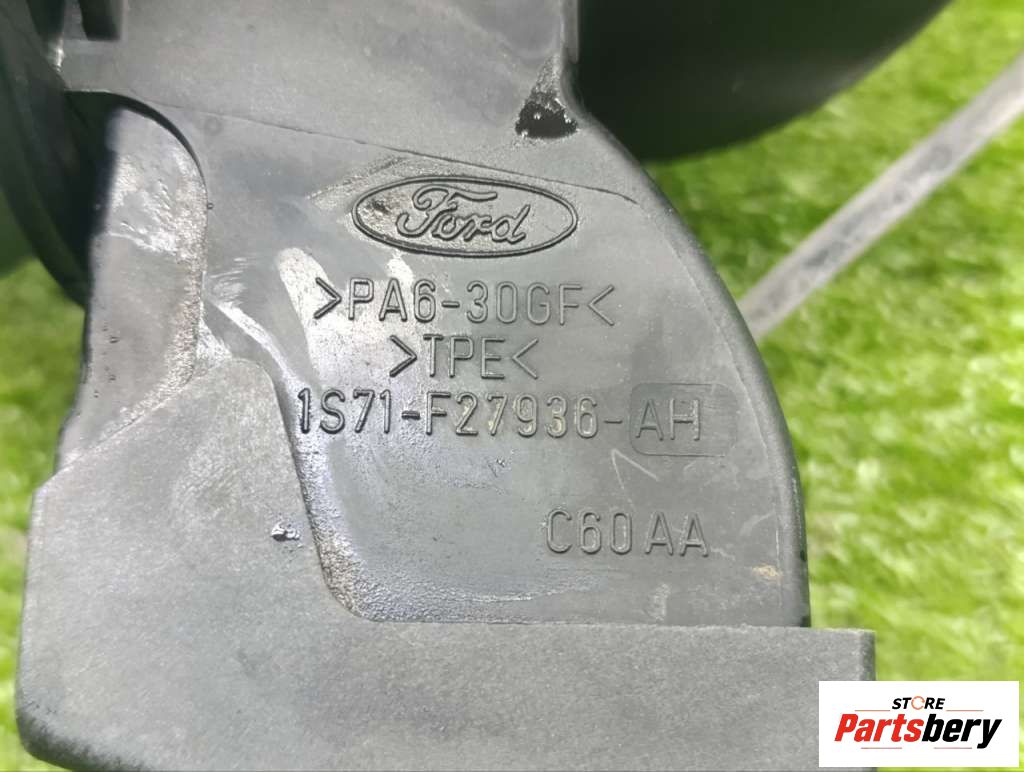 Ford
>PA6-30GF<
>TPE<
1S71-F27936-AH
C60AA
STORE
Partsbery